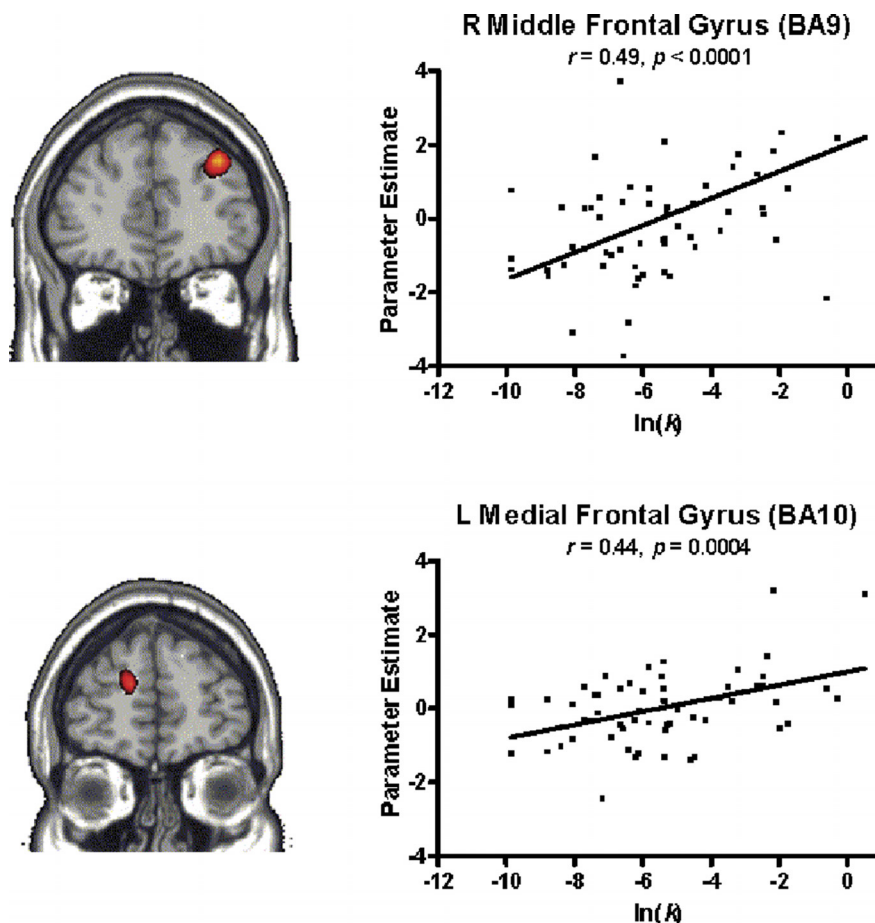 R Middle Frontal Gyrus (BA9)
r = 0.49, p < 0.0001
4
2
0
-2
-4
Parameter Estimate
-12 -10 -8 -6 -4 -2 0
ln(k)
L Medial Frontal Gyrus (BA10)
r = 0.44, p = 0.0004
4
2
0
-2
-4
Parameter Estimate
-12 -10 -8 -6 -4 -2 0
ln(k)